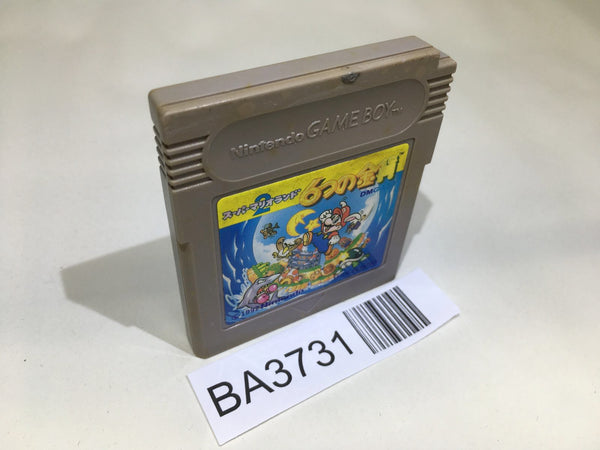 Nintendo GAME BOY TM
スーパーマリオランド2
6つの金
DMG
BA3731